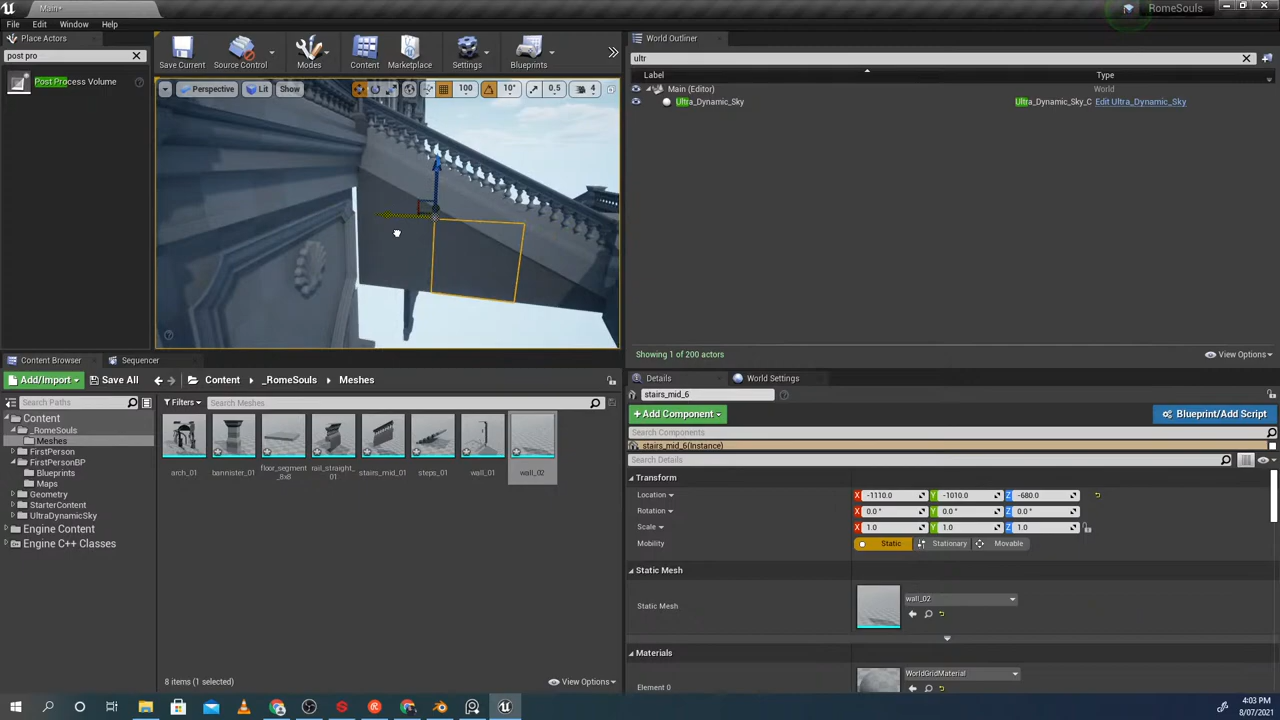 Main*
RomeSouls
File Edit Window Help
Place Actors
post pro
Post Process Volume
Save Current
Source Control
Modes
Content
Marketplace
Settings
Blueprints
Perspective
Lit
Show
100
10°
0.5
4
World Outliner
ultr
Label
Type
Main (Editor)
World
Ultra_Dynamic_Sky
Ultra_Dynamic_Sky_C
Edit Ultra_Dynamic_Sky
Showing 1 of 200 actors
View Options
Content Browser
Sequencer
Add/Import
Save All
Content
_RomeSouls
Meshes
Search Paths
Filters
Search Meshes
Content
_RomeSouls
Meshes
FirstPerson
FirstPersonBP
Blueprints
Maps
Geometry
StarterContent
UltraDynamicSky
Engine Content
Engine C++ Classes
arch_01
bannister_01
floor_segment_8x8
rail_straight_01
stairs_mid_01
steps_01
wall_01
wall_02
8 items (1 selected)
View Options
Details
World Settings
stairs_mid_6
+Add Component
Blueprint/Add Script
Search Components
stairs_mid_6(Instance)
Search Details
Transform
Location
X -1110.0 Y -1010.0 Z -680.0
Rotation
X 0.0° Y 0.0° Z 0.0°
Scale
X 1.0 Y 1.0 Z 1.0
Mobility
Static
Stationary
Movable
Static Mesh
Static Mesh
wall_02
Materials
Element 0
WorldGridMaterial
4:03 PM
8/07/2021